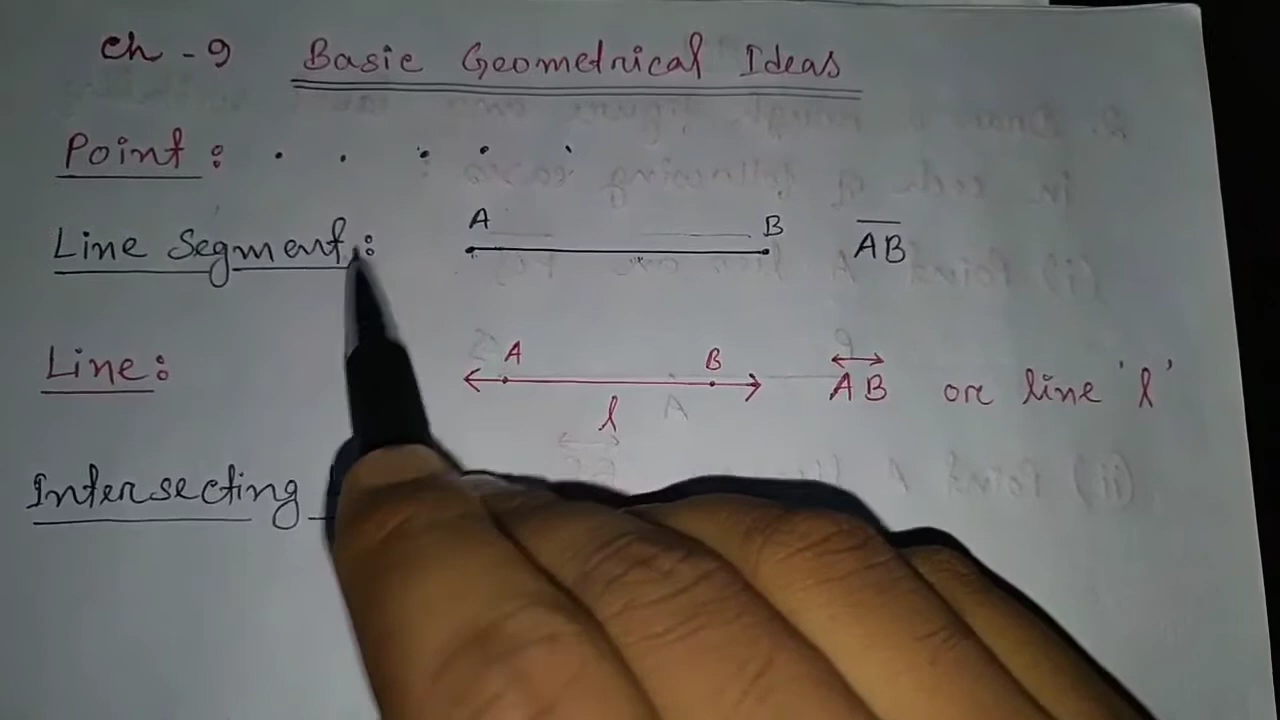 Ch - 9 Basic Geometrical Ideas
Point :
Line Segment :
A B AB
Line :
A B AB or line 'l'
l
Intersecting